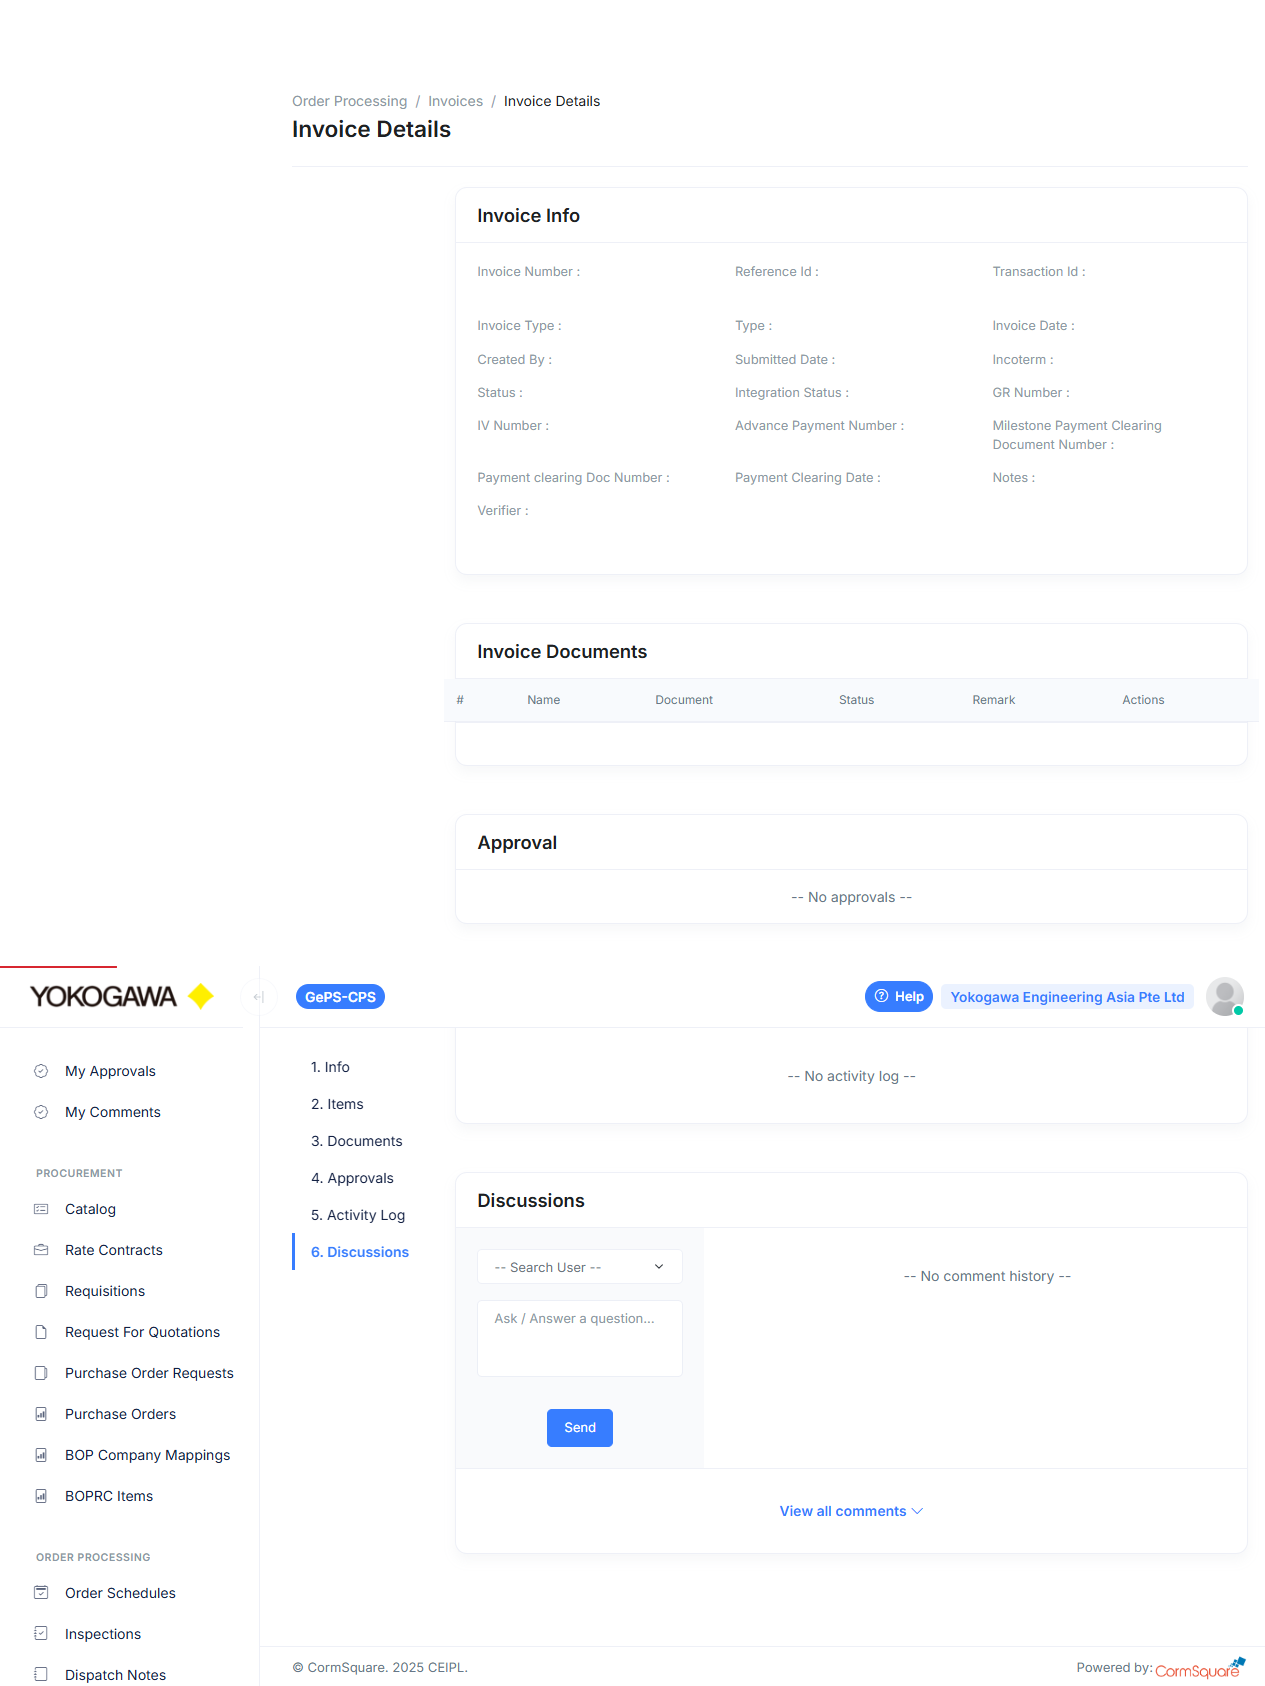 Order Processing / Invoices / Invoice Details
Invoice Details
Invoice Info
Invoice Number : Reference Id : Transaction Id :
Invoice Type : Type : Invoice Date :
Created By : Submitted Date : Incoterm :
Status : Integration Status : GR Number :
IV Number : Advance Payment Number : Milestone Payment Clearing
Document Number :
Payment clearing Doc Number : Payment Clearing Date : Notes :
Verifier :
Invoice Documents
# Name Document Status Remark Actions
Approval
-- No approvals --
YOKOGAWA GePS-CPS Help Yokogawa Engineering Asia Pte Ltd
My Approvals
My Comments
PROCUREMENT
Catalog
Rate Contracts
Requisitions
Request For Quotations
Purchase Order Requests
Purchase Orders
BOP Company Mappings
BOPRC Items
ORDER PROCESSING
Order Schedules
Inspections
Dispatch Notes
1. Info
2. Items
3. Documents
4. Approvals
5. Activity Log
6. Discussions
-- No activity log --
Discussions
-- Search User --
Ask / Answer a question...
Send
-- No comment history --
View all comments
© CormSquare. 2025 CEIPL.
Powered by: CormSquare